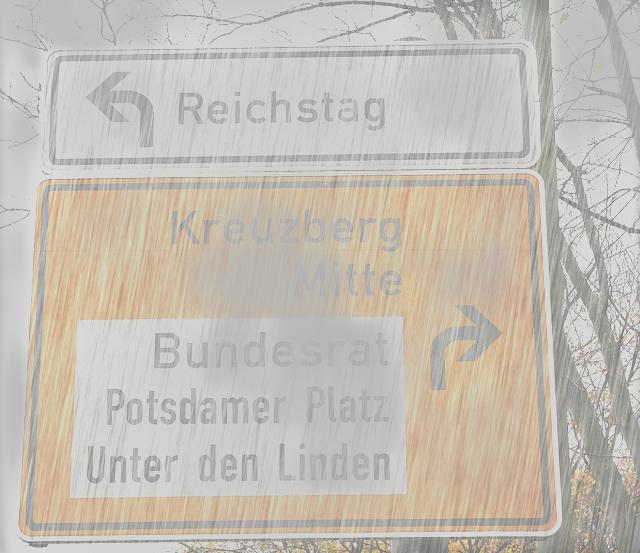 Reichstag
Kreuzberg
Mitte
Bundesrat
Potsdamer Platz
Unter den Linden